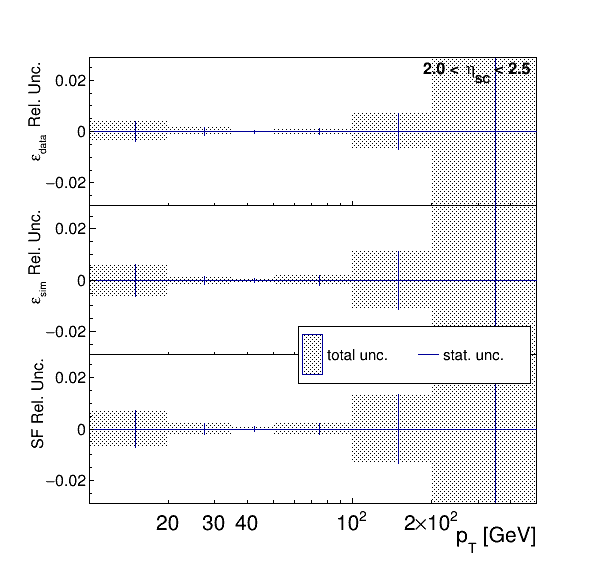 2.0 < η_SC < 2.5
ε_data Rel. Unc.
0.02
0
−0.02
ε_sim Rel. Unc.
0.02
0
−0.02
total unc.
stat. unc.
SF Rel. Unc.
0.02
0
−0.02
20 30 40 10² 2×10²
p_T [GeV]